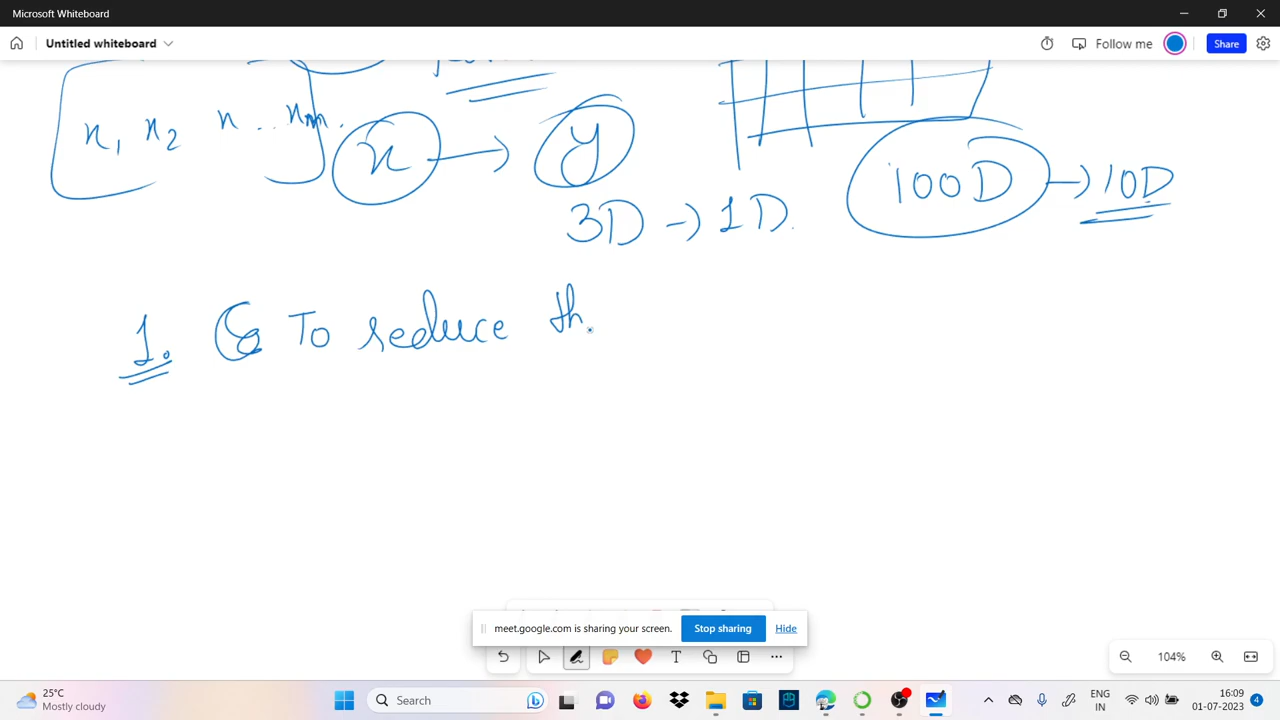 Microsoft Whiteboard
Untitled whiteboard
Follow me
Share
x1 x2 x .. xm.
x → y
100D → 10D
3D → 1D.
1. To reduce th
meet.google.com is sharing your screen. Stop sharing Hide
104%
25°C
Mostly cloudy
Search
ENG
IN
16:09
01-07-2023
4